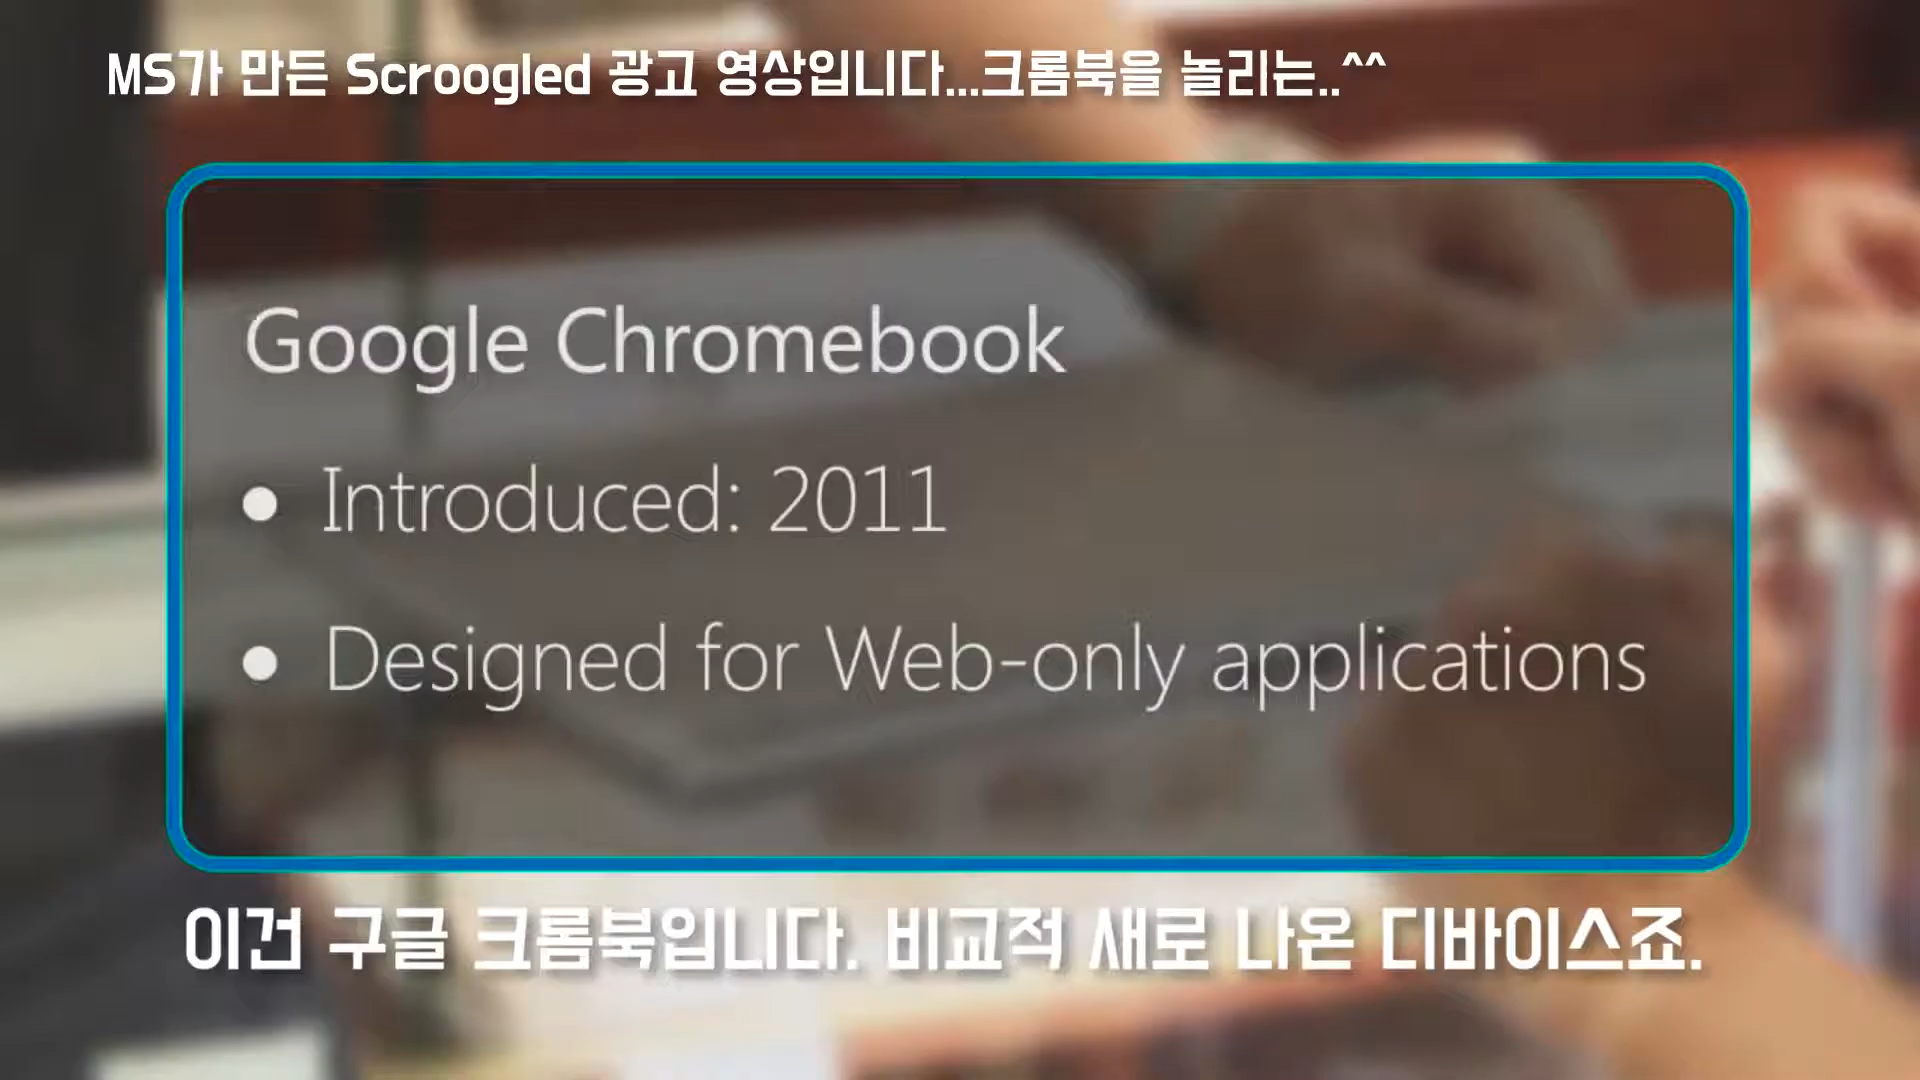 MS가 만든 Scroogled 광고 영상입니다...크롬북을 놀리는..^^
Google Chromebook
• Introduced: 2011
• Designed for Web-only applications
이건 구글 크롬북입니다. 비교적 새로 나온 디바이스죠.